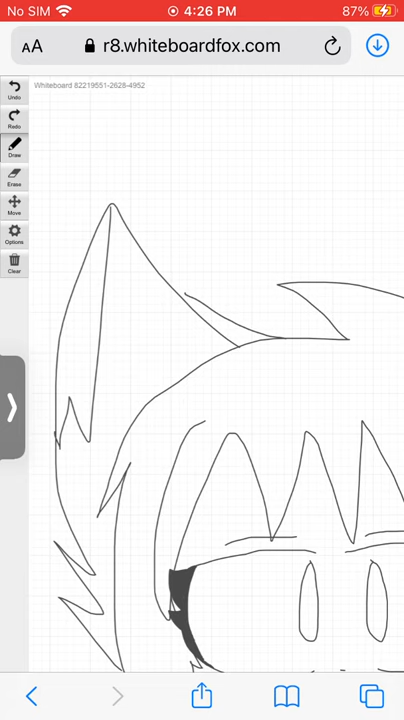 No SIM 4:26 PM 87%
AA r8.whiteboardfox.com
Whiteboard 82219551-2628-4952
Undo
Redo
Draw
Erase
Move
Options
Clear